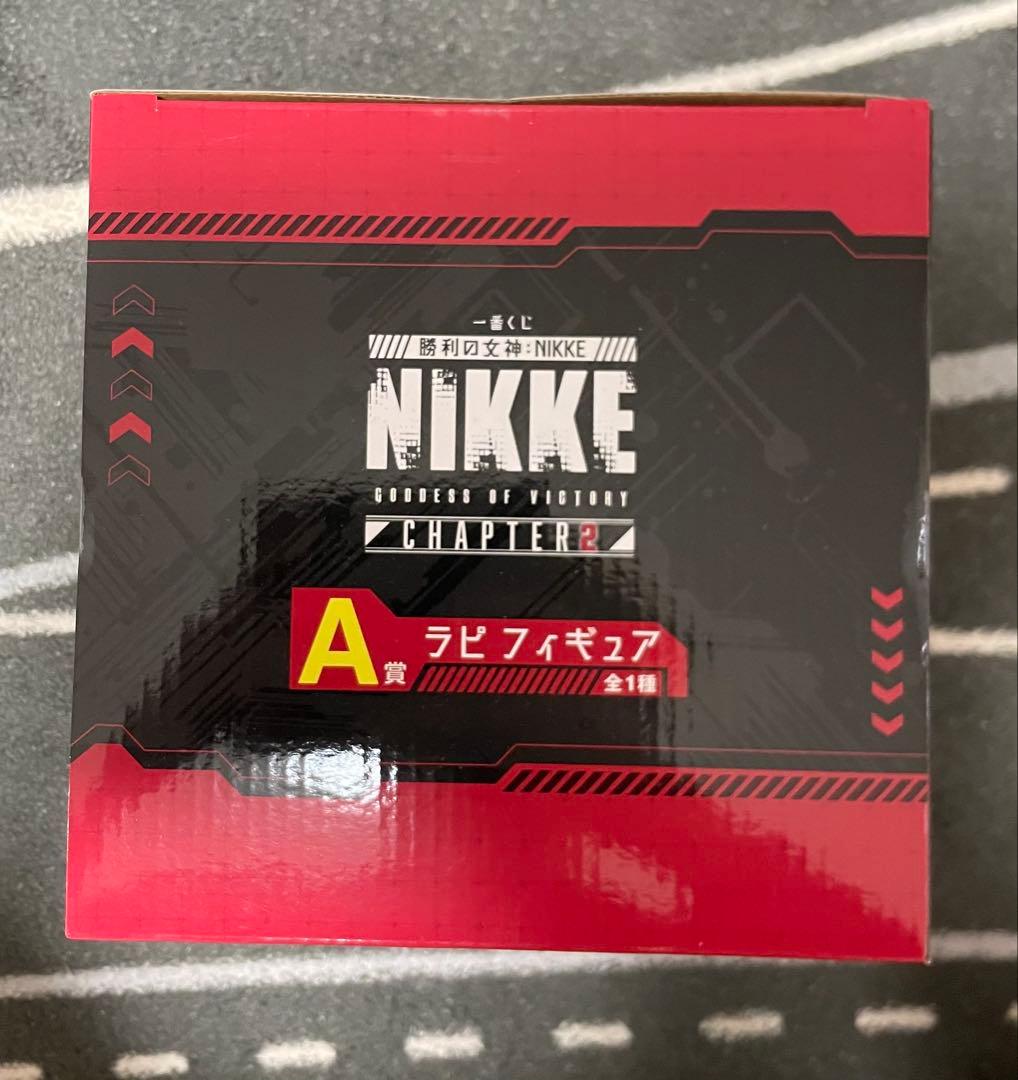 一番くじ
勝利の女神:NIKKE
NIKKE
GODDESS OF VICTORY
CHAPTER2
A賞
ラピ フィギュア
全1種